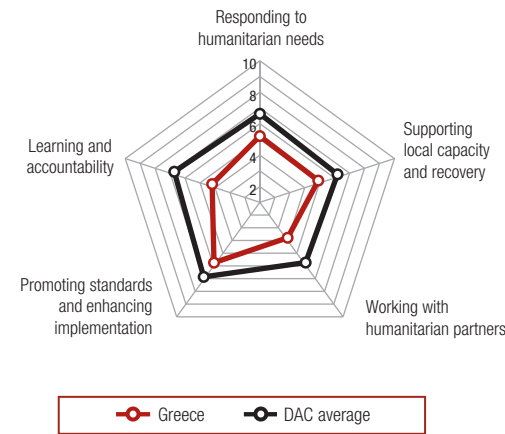 Responding to
humanitarian needs
10
8
6
4
2
Supporting
local capacity
and recovery
Learning and
accountability
Promoting standards
and enhancing
implementation
Working with
humanitarian partners
Greece
DAC average